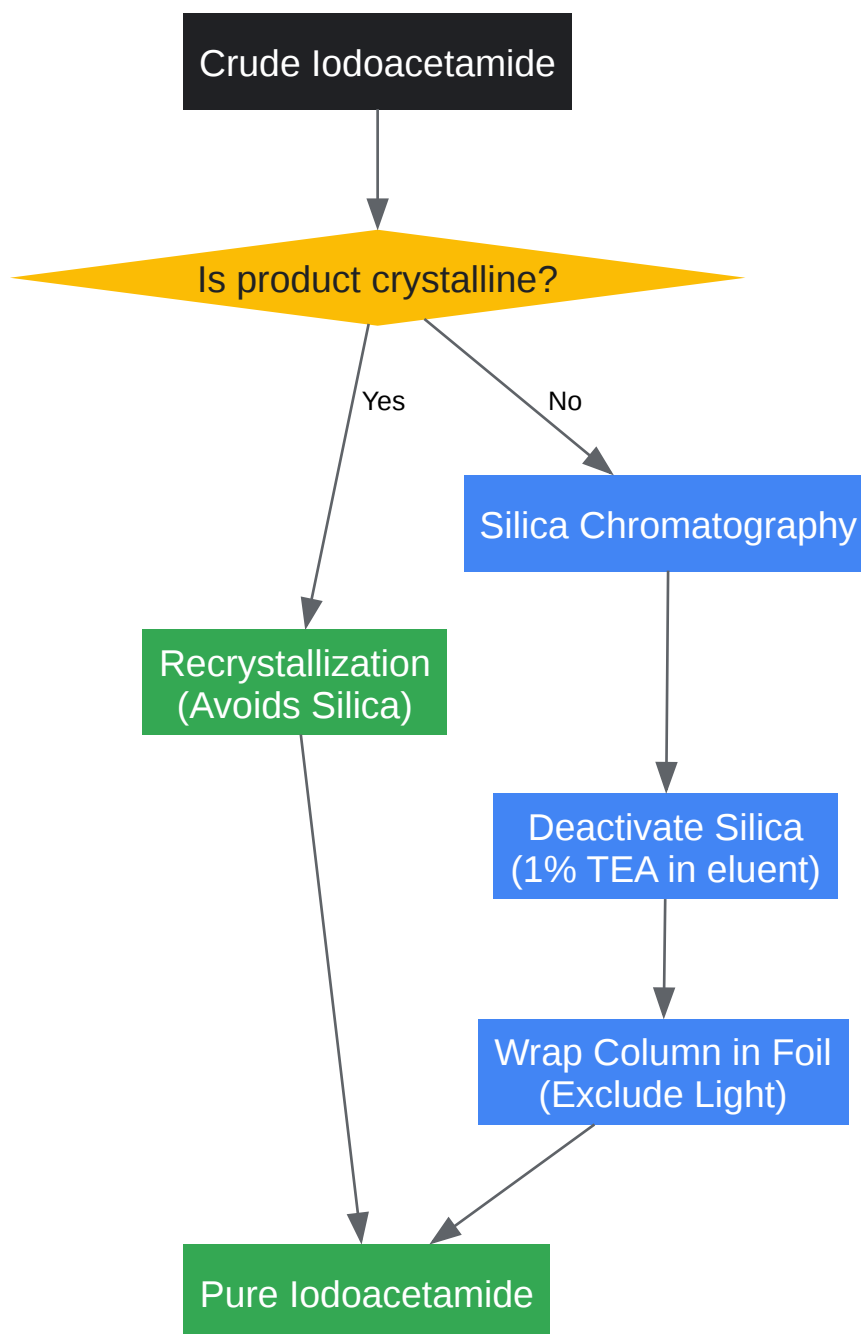 Crude Iodoacetamide
Is product crystalline?
Yes
No
Silica Chromatography
Recrystallization
(Avoids Silica)
Deactivate Silica
(1% TEA in eluent)
Wrap Column in Foil
(Exclude Light)
Pure Iodoacetamide